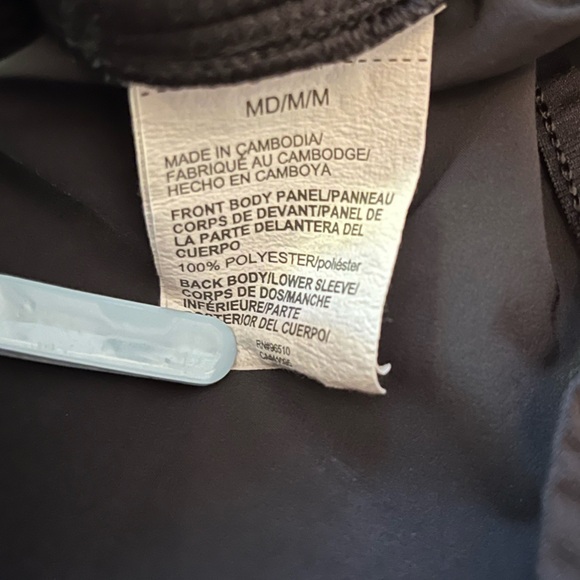 MD/M/M
MADE IN CAMBODIA/
FABRIQUÉ AU CAMBODGE/
HECHO EN CAMBOYA
FRONT BODY PANEL/PANNEAU
CORPS DE DEVANT/PANEL DE
LA PARTE DELANTERA DEL
CUERPO
100% POLYESTER/poliéster
BACK BODY/LOWER SLEEVE/
CORPS DE DOS/MANCHE
INFÉRIEURE/PARTE
DEL CUERPO/
RN#96510